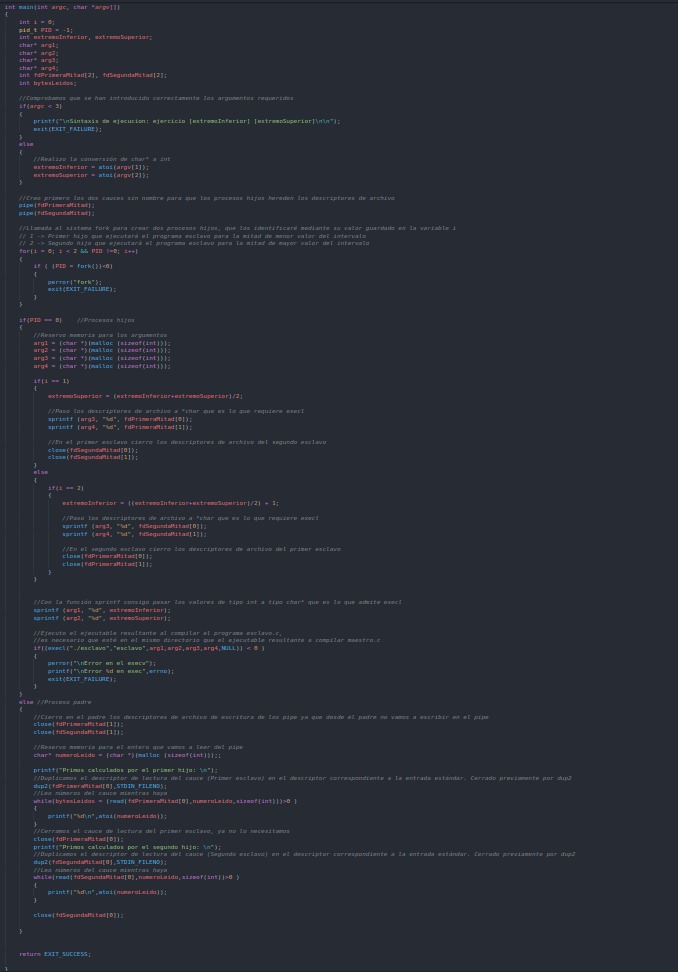 int main(int argc, char *argv[])
{
int i = 0;
pid_t PID = -1;
int extremoInferior, extremoSuperior;
char* arg1;
char* arg2;
char* arg3;
char* arg4;
int fdPrimeraMitad[2], fdSegundaMitad[2];
int bytesLeidos;
//Comprobamos que se han introducido correctamente los argumentos requeridos
if(argc < 3)
{
printf("\nSintaxis de ejecucion: ejercicio [extremoInferior] [extremoSuperior]\n\n");
exit(EXIT_FAILURE);
}
else
{
//Realizo la conversión de char* a int
extremoInferior = atoi(argv[1]);
extremoSuperior = atoi(argv[2]);
}
//Creo primero los dos cauces sin nombre para que los procesos hijos hereden los descriptores de archivo
pipe(fdPrimeraMitad);
pipe(fdSegundaMitad);
//Llamada al sistema fork para crear dos procesos hijos, que los identificaré mediante su valor guardado en la variable i
// 1 -> Primer hijo que ejecutará el programa esclavo para la mitad de menor valor del intervalo
// 2 -> Segundo hijo que ejecutará el programa esclavo para la mitad de mayor valor del intervalo
for(i = 0; i < 2 && PID !=0; i++)
{
if ( (PID = fork())<0)
{
perror("fork");
exit(EXIT_FAILURE);
}
}
if(PID == 0) //Procesos hijos
{
//Reservo memoria para los argumentos
arg1 = (char *)(malloc (sizeof(int)));
arg2 = (char *)(malloc (sizeof(int)));
arg3 = (char *)(malloc (sizeof(int)));
arg4 = (char *)(malloc (sizeof(int)));
if(i == 1)
{
extremoSuperior = (extremoInferior+extremoSuperior)/2;
//Paso los descriptores de archivo a *char que es lo que requiere execl
sprintf (arg3, "%d", fdPrimeraMitad[0]);
sprintf (arg4, "%d", fdPrimeraMitad[1]);
//En el primer esclavo cierro los descriptores de archivo del segundo esclavo
close(fdSegundaMitad[0]);
close(fdSegundaMitad[1]);
}
else
{
if(i == 2)
{
extremoInferior = ((extremoInferior+extremoSuperior)/2) + 1;
//Paso los descriptores de archivo a *char que es lo que requiere execl
sprintf (arg3, "%d", fdSegundaMitad[0]);
sprintf (arg4, "%d", fdSegundaMitad[1]);
//En el segundo esclavo cierro los descriptores de archivo del primer esclavo
close(fdPrimeraMitad[0]);
close(fdPrimeraMitad[1]);
}
}
//Con la función sprintf consigo pasar los valores de tipo int a tipo char* que es lo que admite execl
sprintf (arg1, "%d", extremoInferior);
sprintf (arg2, "%d", extremoSuperior);
//Ejecuto el ejecutable resultante al compilar el programa esclavo.c,
//es necesario que esté en el mismo directorio que el ejecutable resultante a compilar maestro.c
if((execl("./esclavo","esclavo",arg1,arg2,arg3,arg4,NULL)) < 0 )
{
perror("\nError en el execv");
printf("\nError %d en exec",errno);
exit(EXIT_FAILURE);
}
}
else //Proceso padre
{
//Cierro en el padre los descriptores de archivo de escritura de los pipe ya que desde el padre no vamos a escribir en el pipe
close(fdPrimeraMitad[1]);
close(fdSegundaMitad[1]);
//Reservo memoria para el entero que vamos a leer del pipe
char* numeroLeido = (char *)(malloc (sizeof(int)));;
printf("Primos calculados por el primer hijo: \n");
//Duplicamos el descriptor de lectura del cauce (Primer esclavo) en el descriptor correspondiente a la entrada estándar. Cerrado previamente por dup2
dup2(fdPrimeraMitad[0],STDIN_FILENO);
//Leo números del cauce mientras haya
while(bytesLeidos = (read(fdPrimeraMitad[0],numeroLeido,sizeof(int)))>0 )
{
printf("%d\n",atoi(numeroLeido));
}
//Cerramos el cauce de lectura del primer esclavo, ya no lo necesitamos
close(fdPrimeraMitad[0]);
printf("Primos calculados por el segundo hijo: \n");
//Duplicamos el descriptor de lectura del cauce (Segundo esclavo) en el descriptor correspondiente a la entrada estándar. Cerrado previamente por dup2
dup2(fdSegundaMitad[0],STDIN_FILENO);
//Leo números del cauce mientras haya
while(read(fdSegundaMitad[0],numeroLeido,sizeof(int))>0 )
{
printf("%d\n",atoi(numeroLeido));
}
close(fdSegundaMitad[0]);
}
return EXIT_SUCCESS;
}